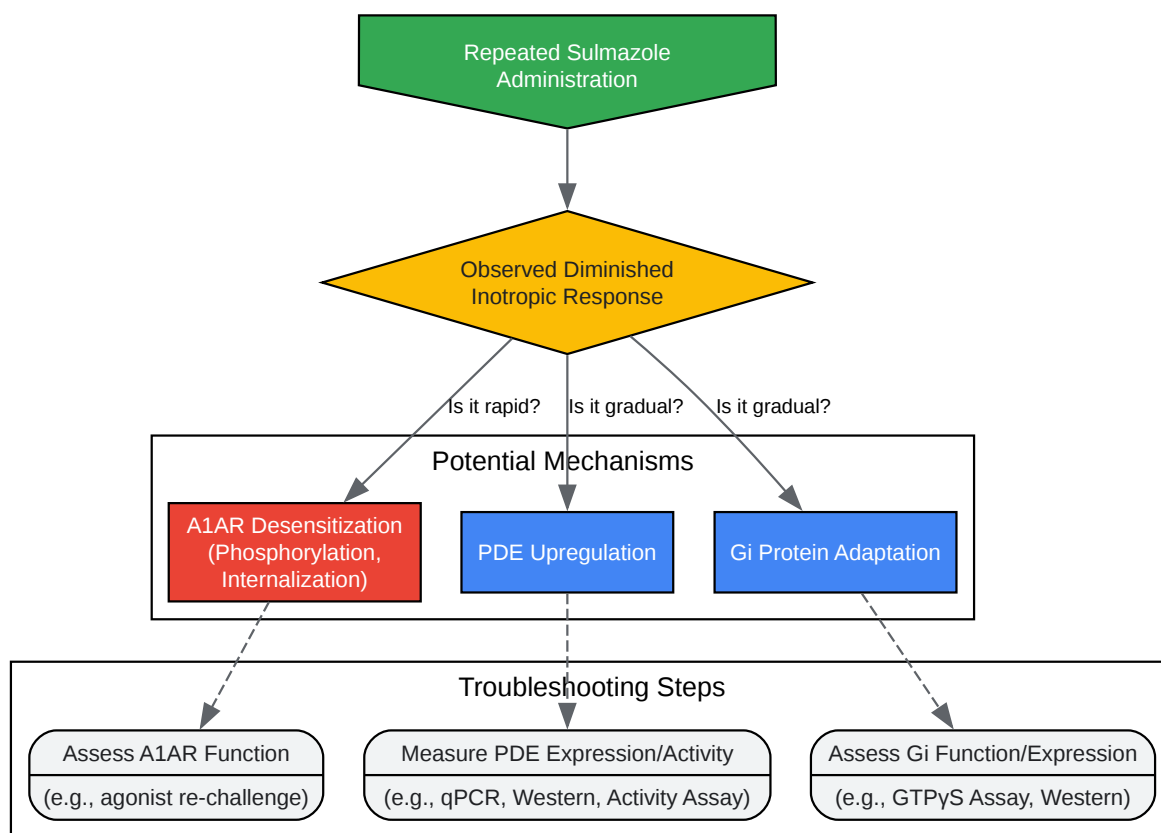 Repeated Sulmazole
Administration
Observed Diminished
Inotropic Response
Is it rapid?
Is it gradual?
Is it gradual?
Potential Mechanisms
A1AR Desensitization
(Phosphorylation,
Internalization)
PDE Upregulation
Gi Protein Adaptation
Troubleshooting Steps
Assess A1AR Function
(e.g., agonist re-challenge)
Measure PDE Expression/Activity
(e.g., qPCR, Western, Activity Assay)
Assess Gi Function/Expression
(e.g., GTPγS Assay, Western)